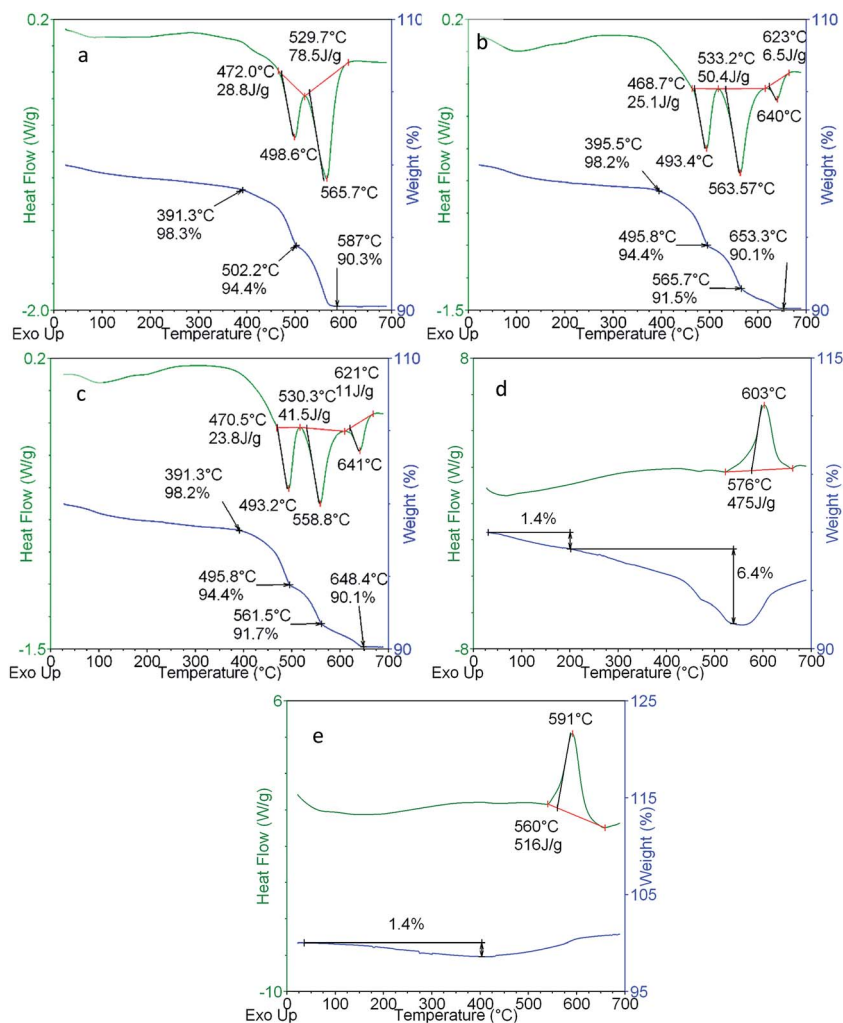 0.2
110
a
529.7°C
78.5J/g
472.0°C
28.8J/g
498.6°C
565.7°C
391.3°C
98.3%
502.2°C
94.4%
587°C
90.3%
Heat Flow (W/g)
Weight (%)
-2.0
90
0 100 200 300 400 500 600 700
Exo Up
Temperature (°C)
0.2
110
b
623°C
6.5J/g
533.2°C
50.4J/g
468.7°C
25.1J/g
640°C
395.5°C
98.2%
493.4°C
563.57°C
495.8°C
94.4%
653.3°C
90.1%
565.7°C
91.5%
Heat Flow (W/g)
Weight (%)
-1.5
90
0 100 200 300 400 500 600 700
Exo Up
Temperature (°C)
0.2
110
c
621°C
11J/g
530.3°C
41.5J/g
470.5°C
23.8J/g
641°C
391.3°C
98.2%
493.2°C
558.8°C
495.8°C
94.4%
648.4°C
90.1%
561.5°C
91.7%
Heat Flow (W/g)
Weight (%)
-1.5
90
0 100 200 300 400 500 600 700
Exo Up
Temperature (°C)
8
115
d
603°C
576°C
475J/g
1.4%
6.4%
Heat Flow (W/g)
Weight (%)
-8
90
0 100 200 300 400 500 600 700
Exo Up
Temperature (°C)
6
125
e
591°C
115
560°C
516J/g
105
1.4%
Heat Flow (W/g)
Weight (%)
-10
95
0 100 200 300 400 500 600 700
Exo Up
Temperature (°C)